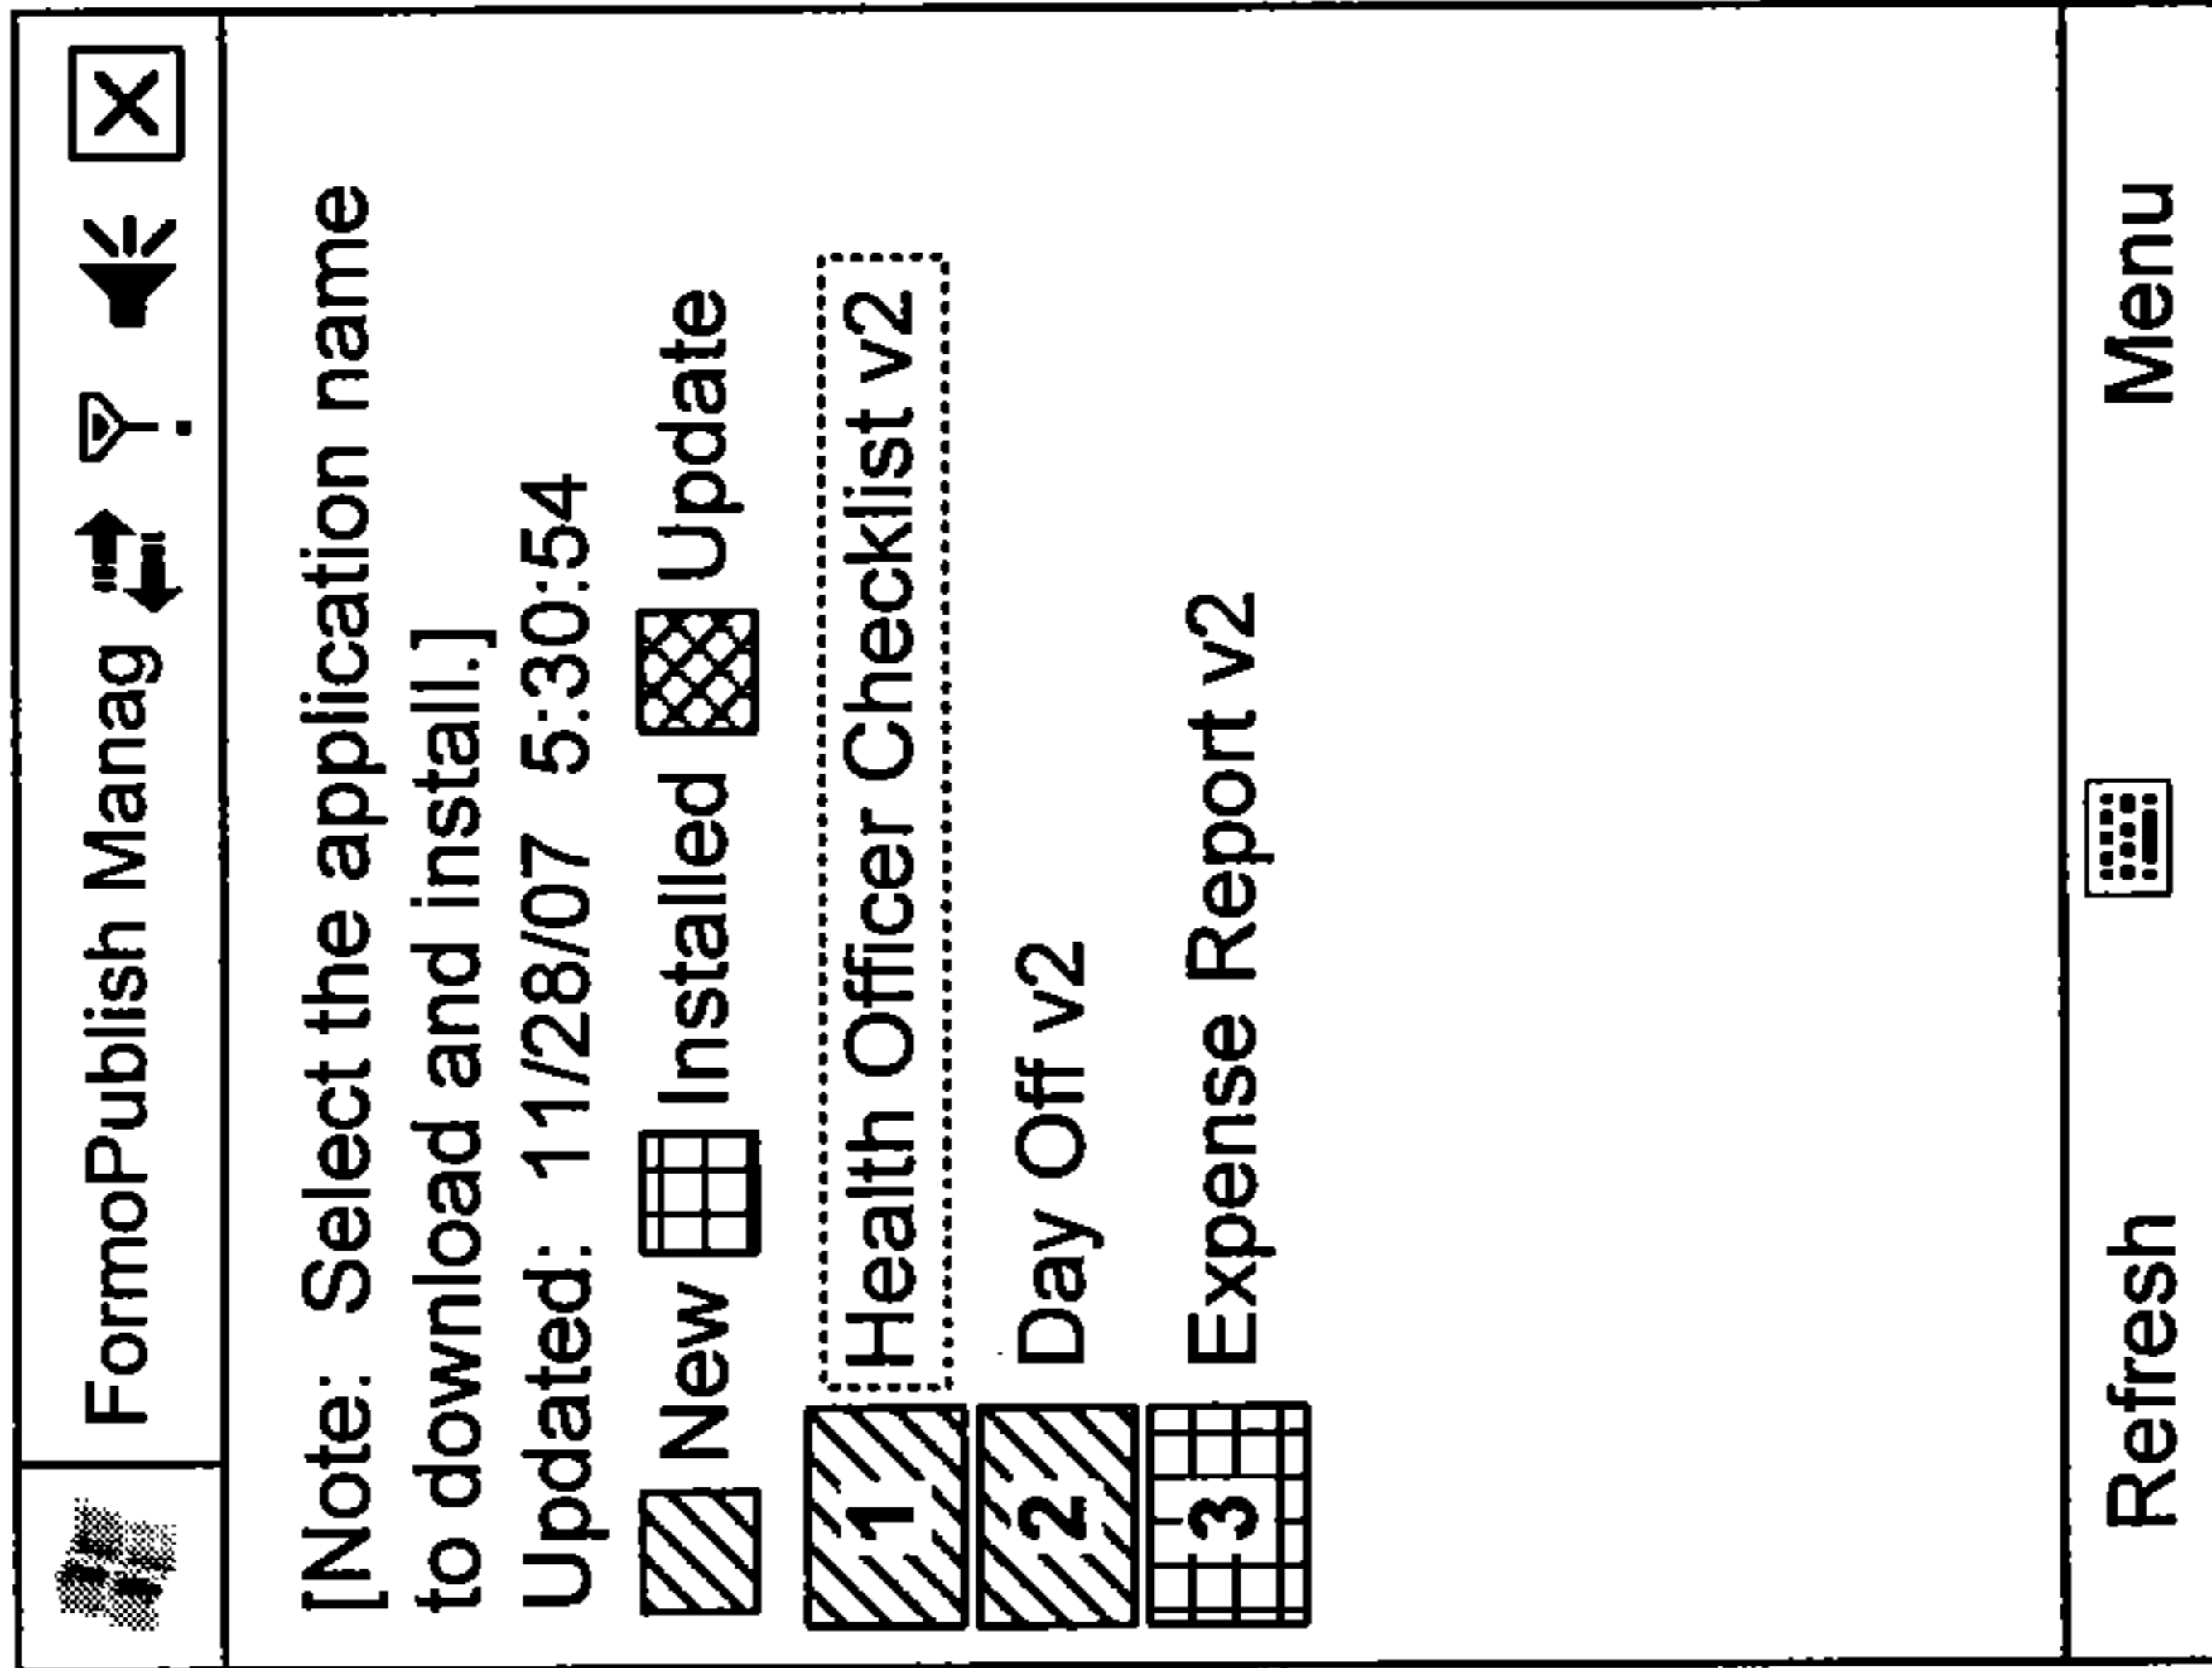 FormoPublish Manag
[Note: Select the application name
to download and install.]
Updated: 11/28/07 5:30:54
New Installed Update
1 Health Officer Checklist v2
2 Day Off v2
3 Expense Report v2
Refresh Menu